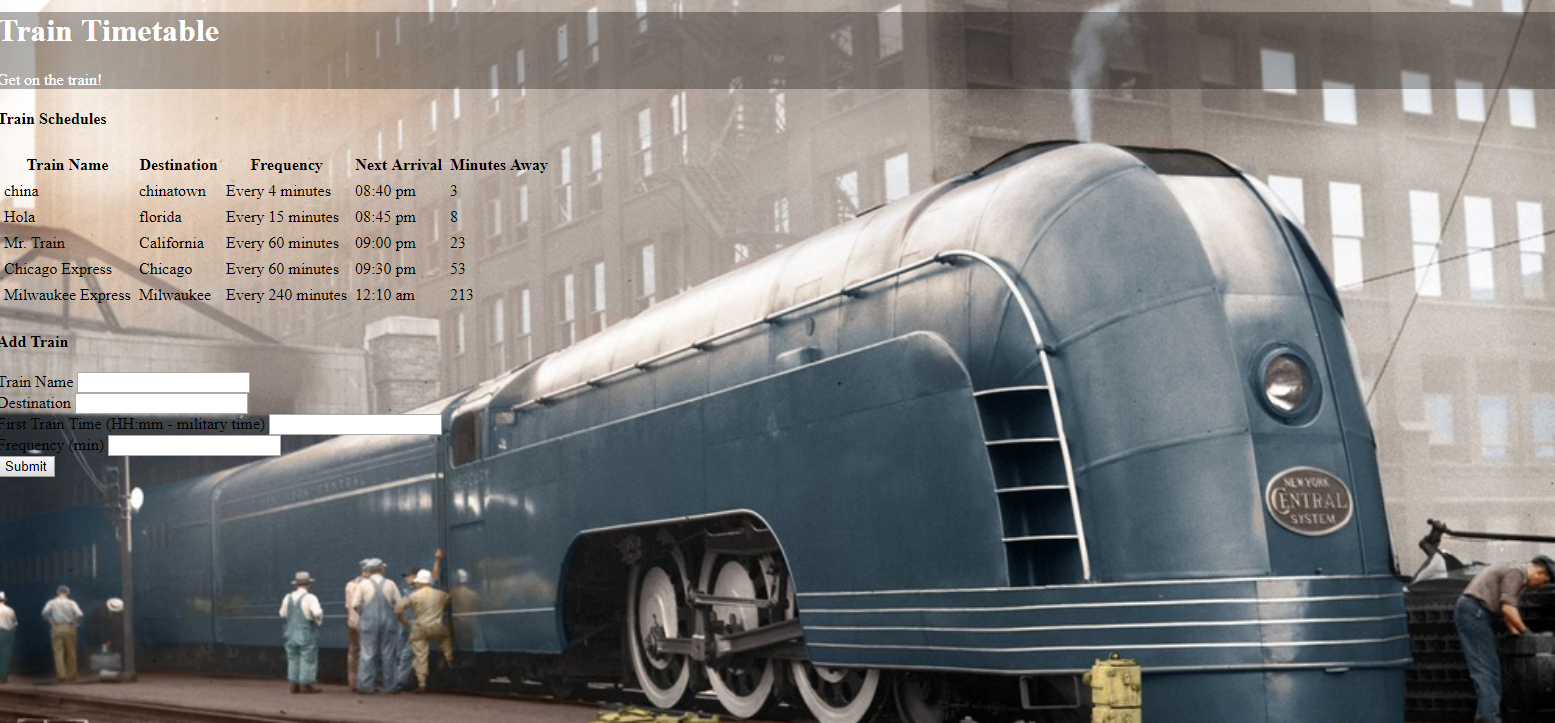 Train Timetable
Get on the train!
Train Schedules
Train Name Destination Frequency Next Arrival Minutes Away
china chinatown Every 4 minutes 08:40 pm 3
Hola florida Every 15 minutes 08:45 pm 8
Mr. Train California Every 60 minutes 09:00 pm 23
Chicago Express Chicago Every 60 minutes 09:30 pm 53
Milwaukee Express Milwaukee Every 240 minutes 12:10 am 213
Add Train
Train Name
Destination
First Train Time (HH:mm - military time)
Frequency (min)
Submit
NEW YORK
CENTRAL
SYSTEM